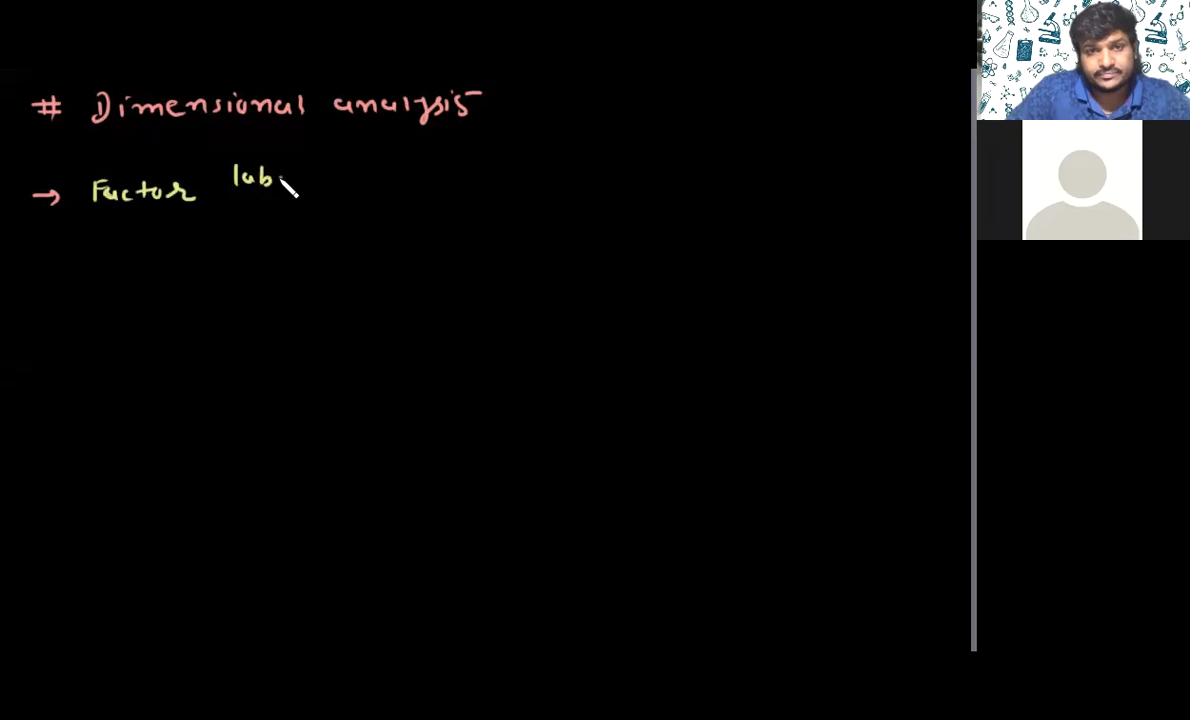 # Dimensional analysis
→ Factor lab